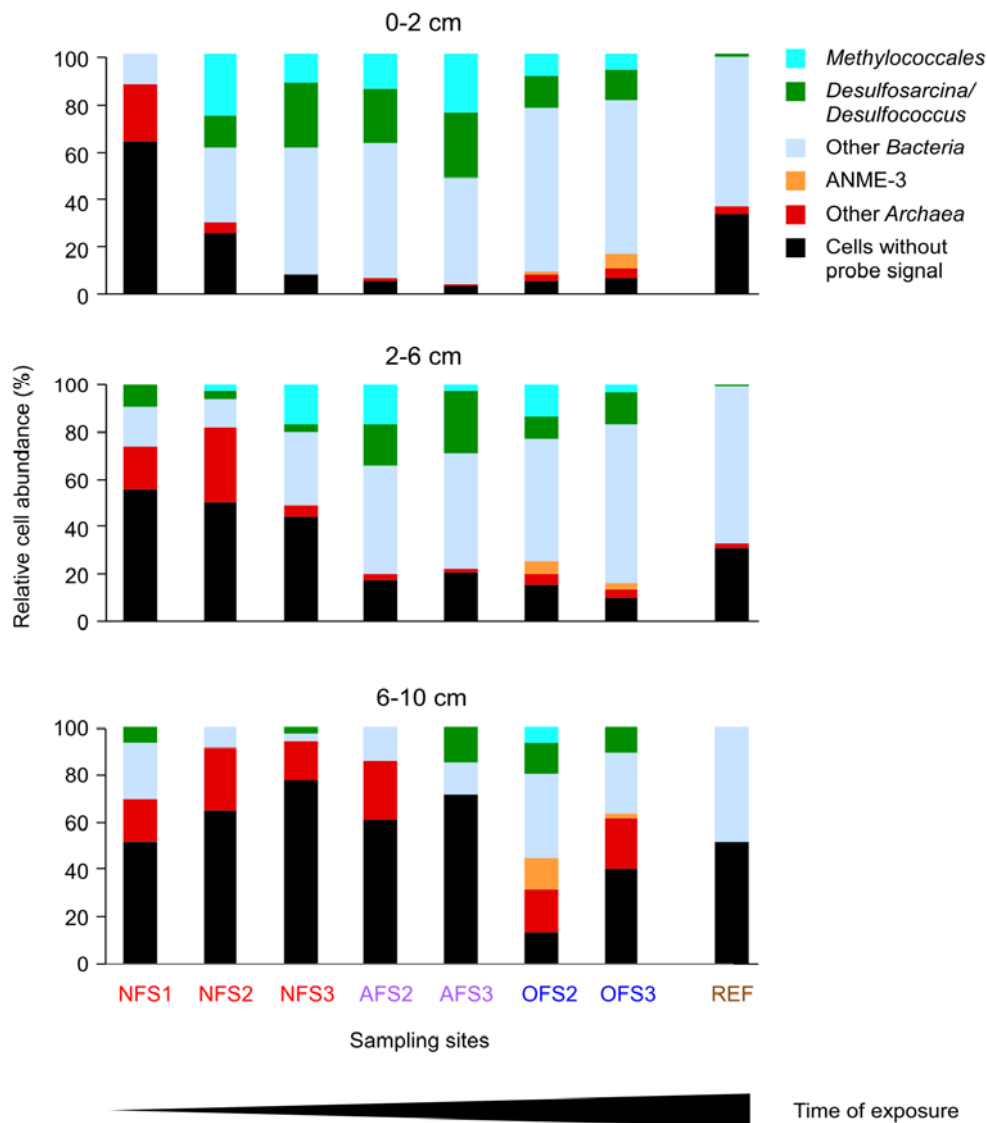 0-2 cm
100
80
60
40
20
0
Methylococcales
Desulfosarcina/
Desulfococcus
Other Bacteria
ANME-3
Other Archaea
Cells without
probe signal
2-6 cm
100
80
60
40
20
0
Relative cell abundance (%)
6-10 cm
100
80
60
40
20
0
NFS1 NFS2 NFS3 AFS2 AFS3 OFS2 OFS3 REF
Sampling sites
Time of exposure